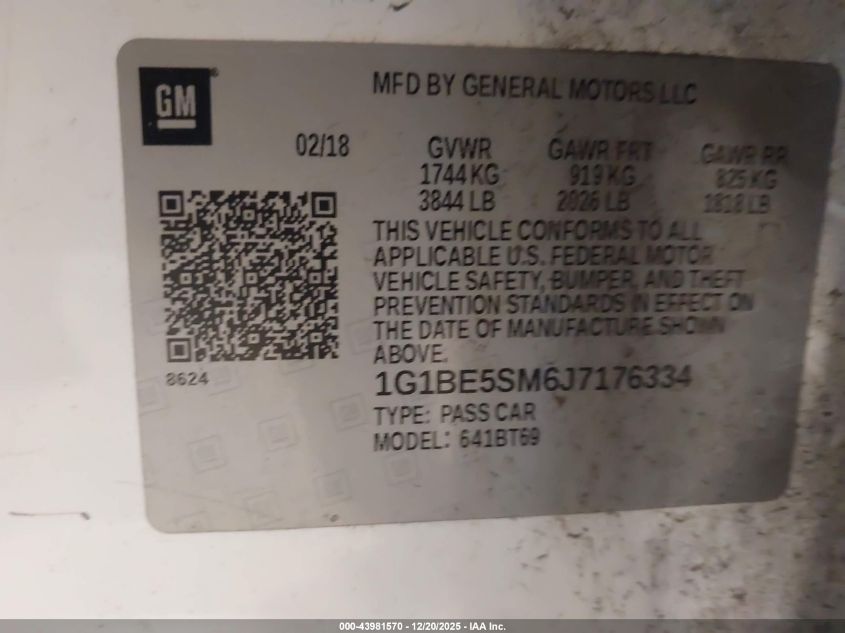 GM
MFD BY GENERAL MOTORS LLC
02/18 GVWR GAWR FRT GAWR RR
1744 KG 919 KG 825 KG
3844 LB 2026 LB 1818 LB
THIS VEHICLE CONFORMS TO ALL
APPLICABLE U.S. FEDERAL MOTOR
VEHICLE SAFETY, BUMPER, AND THEFT
PREVENTION STANDARDS IN EFFECT ON
THE DATE OF MANUFACTURE SHOWN
ABOVE.
8624
1G1BE5SM6J7176334
TYPE: PASS CAR
MODEL: 641BT69
000-43981570 - 12/20/2025 - IAA Inc.